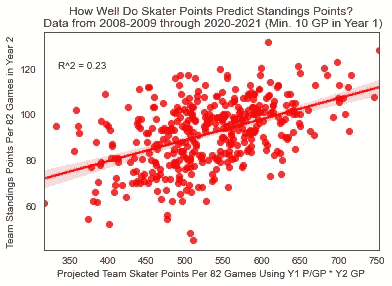 How Well Do Skater Points Predict Standings Points?
Data from 2008-2009 through 2020-2021 (Min. 10 GP in Year 1)
Team Standings Points Per 82 Games in Year 2
R^2 = 0.23
120
100
80
60
350 400 450 500 550 600 650 700 750
Projected Team Skater Points Per 82 Games Using Y1 P/GP * Y2 GP